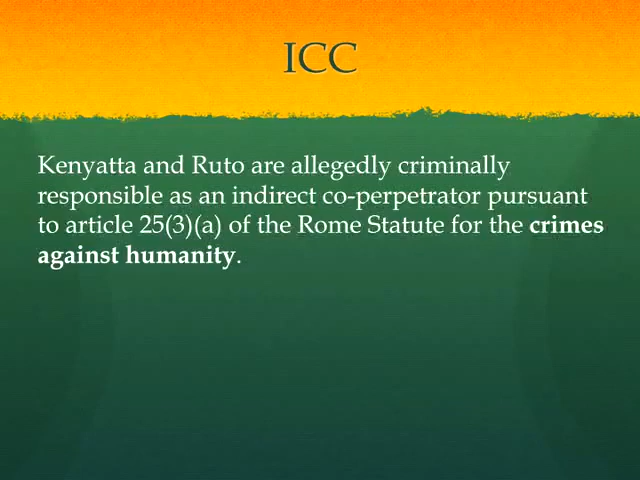 ICC
Kenyatta and Ruto are allegedly criminally
responsible as an indirect co-perpetrator pursuant
to article 25(3)(a) of the Rome Statute for the crimes
against humanity.